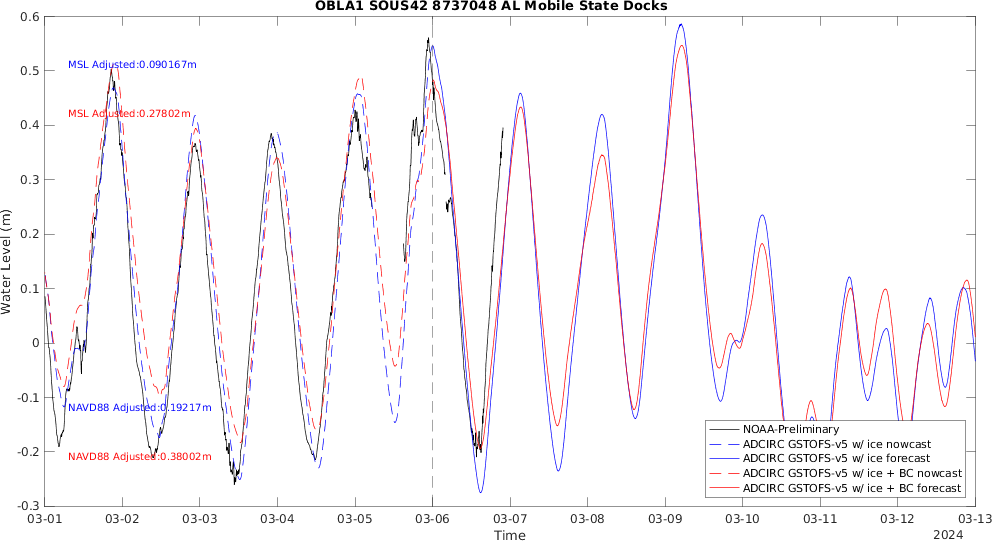 OBLA1 SOUS42 8737048 AL Mobile State Docks
0.6
0.5
0.4
0.3
0.2
0.1
0
-0.1
-0.2
-0.3
Water Level (m)
MSL Adjusted:0.090167m
MSL Adjusted:0.27802m
NAVD88 Adjusted:0.19217m
NAVD88 Adjusted:0.38002m
NOAA-Preliminary
ADCIRC GSTOFS-v5 w/ ice nowcast
ADCIRC GSTOFS-v5 w/ ice forecast
ADCIRC GSTOFS-v5 w/ ice + BC nowcast
ADCIRC GSTOFS-v5 w/ ice + BC forecast
03-01 03-02 03-03 03-04 03-05 03-06 03-07 03-08 03-09 03-10 03-11 03-12 03-13
Time
2024